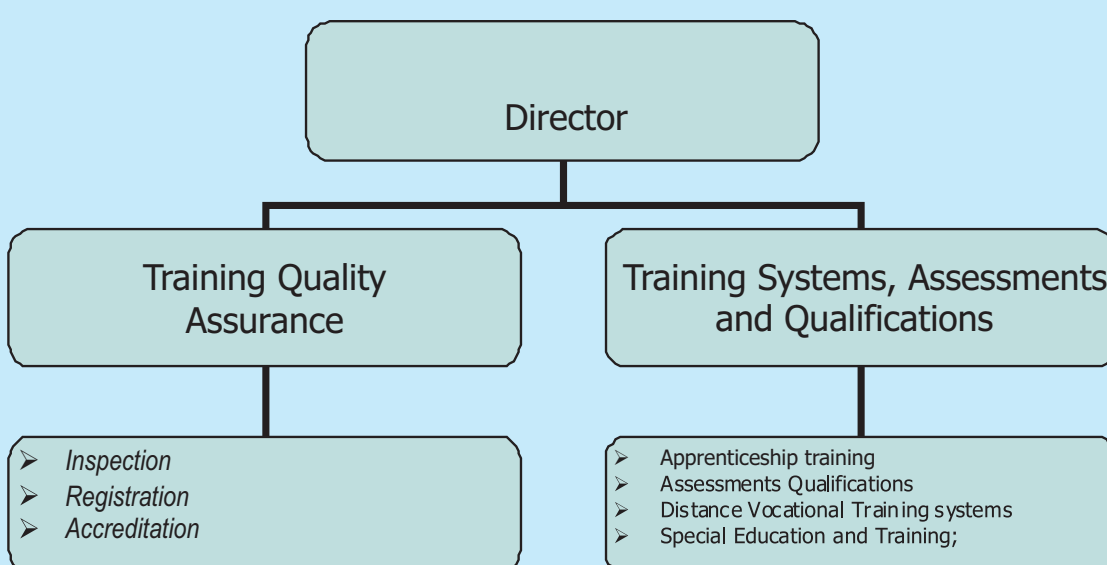 Director
Training Quality
Assurance
Training Systems, Assessments
and Qualifications
➢ Inspection
➢ Registration
➢ Accreditation
➢ Apprenticeship training
➢ Assessments Qualifications
➢ Distance Vocational Training systems
➢ Special Education and Training;